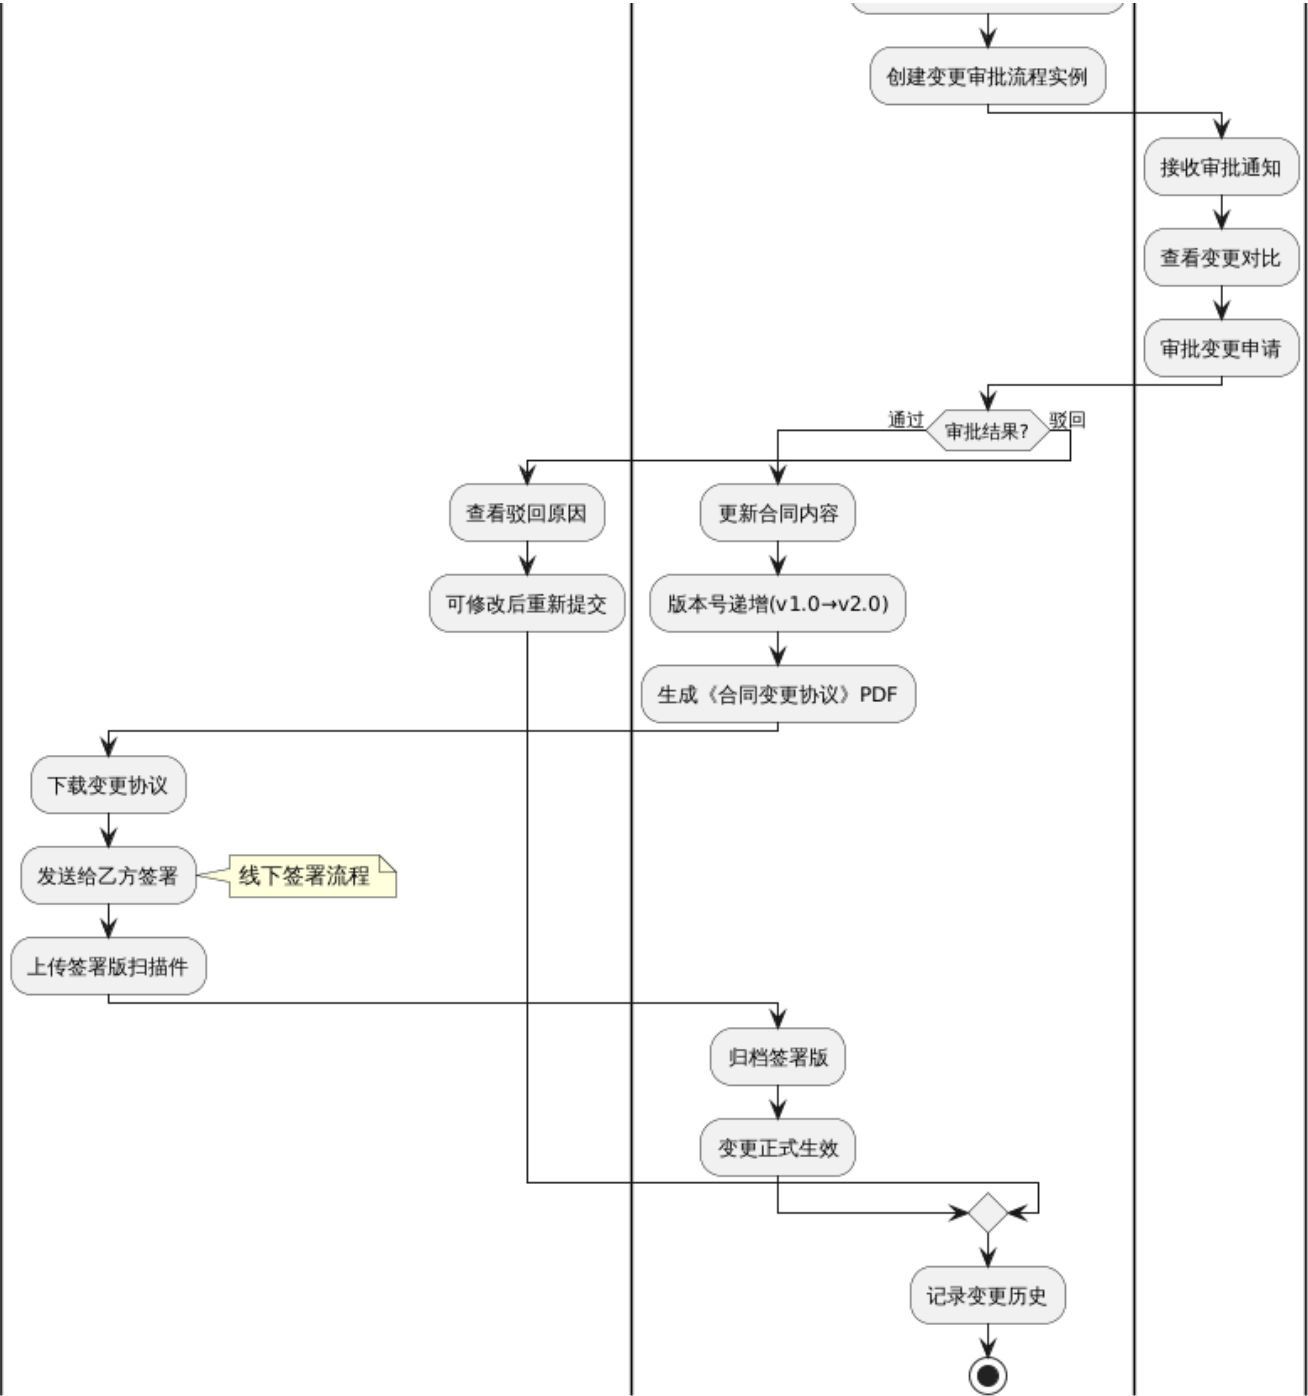 创建变更审批流程实例
接收审批通知
查看变更对比
审批变更申请
通过
审批结果?
驳回
查看驳回原因
更新合同内容
可修改后重新提交
版本号递增(v1.0→v2.0)
生成《合同变更协议》PDF
下载变更协议
发送给乙方签署
线下签署流程
上传签署版扫描件
归档签署版
变更正式生效
记录变更历史